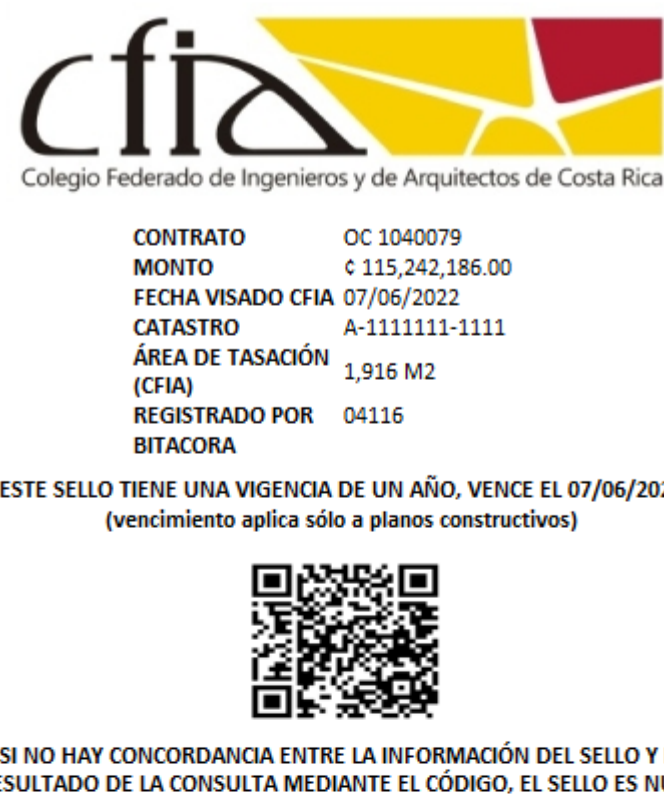 cfia
Colegio Federado de Ingenieros y de Arquitectos de Costa Rica
CONTRATO OC 1040079
MONTO ¢ 115,242,186.00
FECHA VISADO CFIA 07/06/2022
CATASTRO A-1111111-1111
ÁREA DE TASACIÓN
(CFIA) 1,916 M2
REGISTRADO POR 04116
BITACORA
ESTE SELLO TIENE UNA VIGENCIA DE UN AÑO, VENCE EL 07/06/202
(vencimiento aplica sólo a planos constructivos)
SI NO HAY CONCORDANCIA ENTRE LA INFORMACIÓN DEL SELLO Y
ESULTADO DE LA CONSULTA MEDIANTE EL CÓDIGO, EL SELLO ES